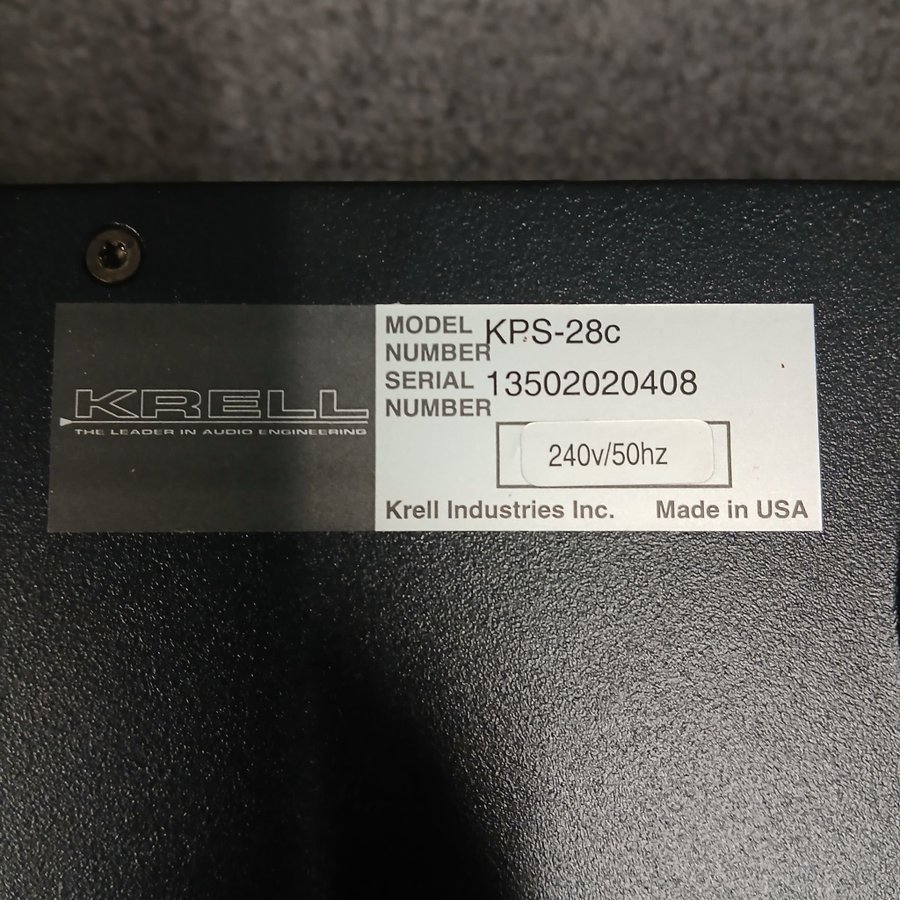 KRELL
THE LEADER IN AUDIO ENGINEERING
MODEL NUMBER KPS-28c
SERIAL NUMBER 13502020408
240v/50hz
Krell Industries Inc. Made in USA